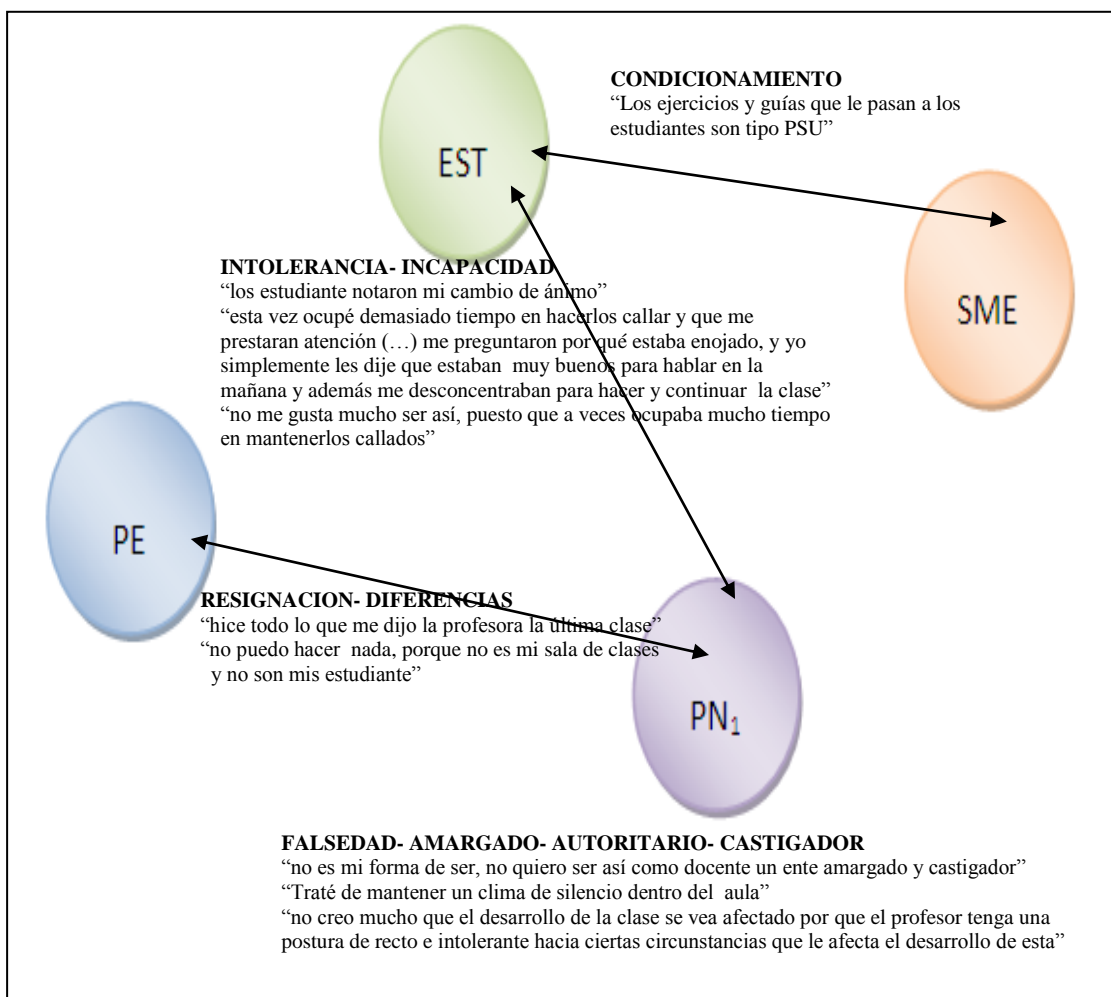 CONDICIONAMIENTO
“Los ejercicios y guías que le pasan a los
estudiantes son tipo PSU”
EST
SME
INTOLERANCIA- INCAPACIDAD
“los estudiante notaron mi cambio de ánimo”
“esta vez ocupé demasiado tiempo en hacerlos callar y que me
prestaran atención (…) me preguntaron por qué estaba enojado, y yo
simplemente les dije que estaban  muy buenos para hablar en la
mañana y además me desconcentraban para hacer y continuar  la clase”
“no me gusta mucho ser así, puesto que a veces ocupaba mucho tiempo
en mantenerlos callados”
PE
RESIGNACION- DIFERENCIAS
“hice todo lo que me dijo la profesora la última clase”
“no puedo hacer  nada, porque no es mi sala de clases
y no son mis estudiante”
PN₁
FALSEDAD- AMARGADO- AUTORITARIO- CASTIGADOR
“no es mi forma de ser, no quiero ser así como docente un ente amargado y castigador”
“Traté de mantener un clima de silencio dentro del  aula”
“no creo mucho que el desarrollo de la clase se vea afectado por que el profesor tenga una
postura de recto e intolerante hacia ciertas circunstancias que le afecta el desarrollo de esta”